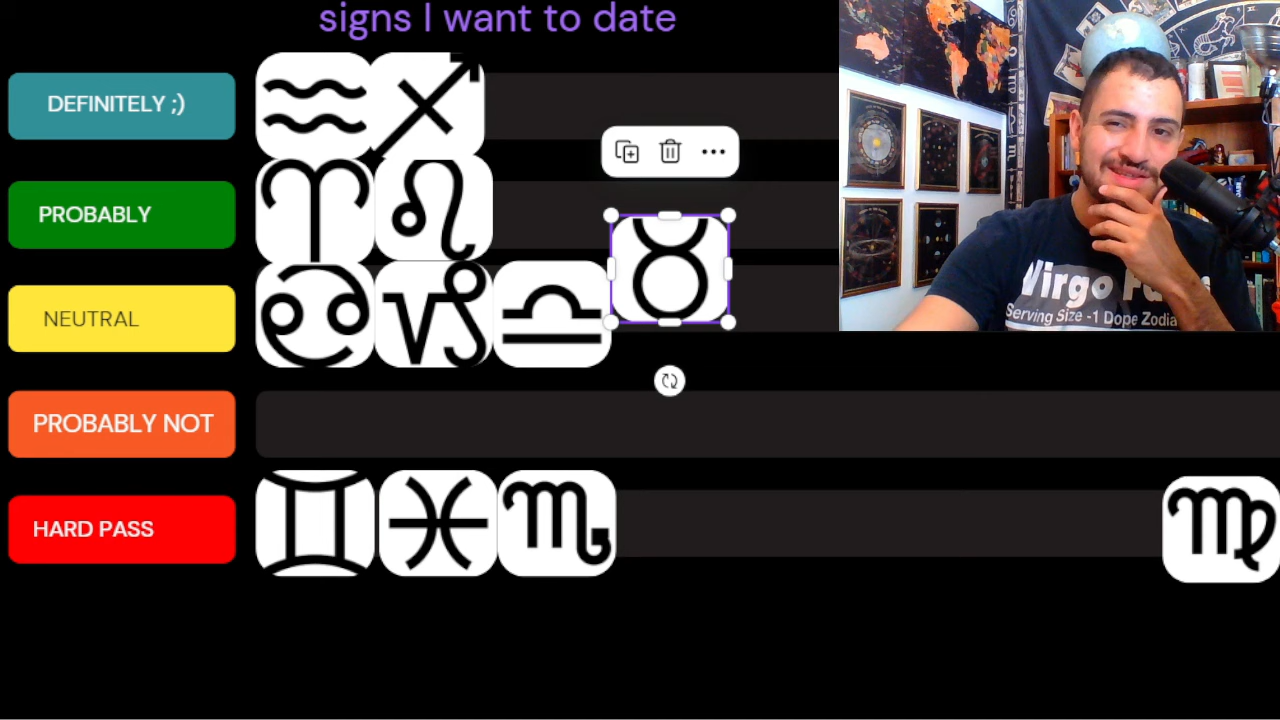 signs I want to date
DEFINITELY ;)
PROBABLY
NEUTRAL
PROBABLY NOT
HARD PASS
Virgo
Serving Size -1 Dope Zodia